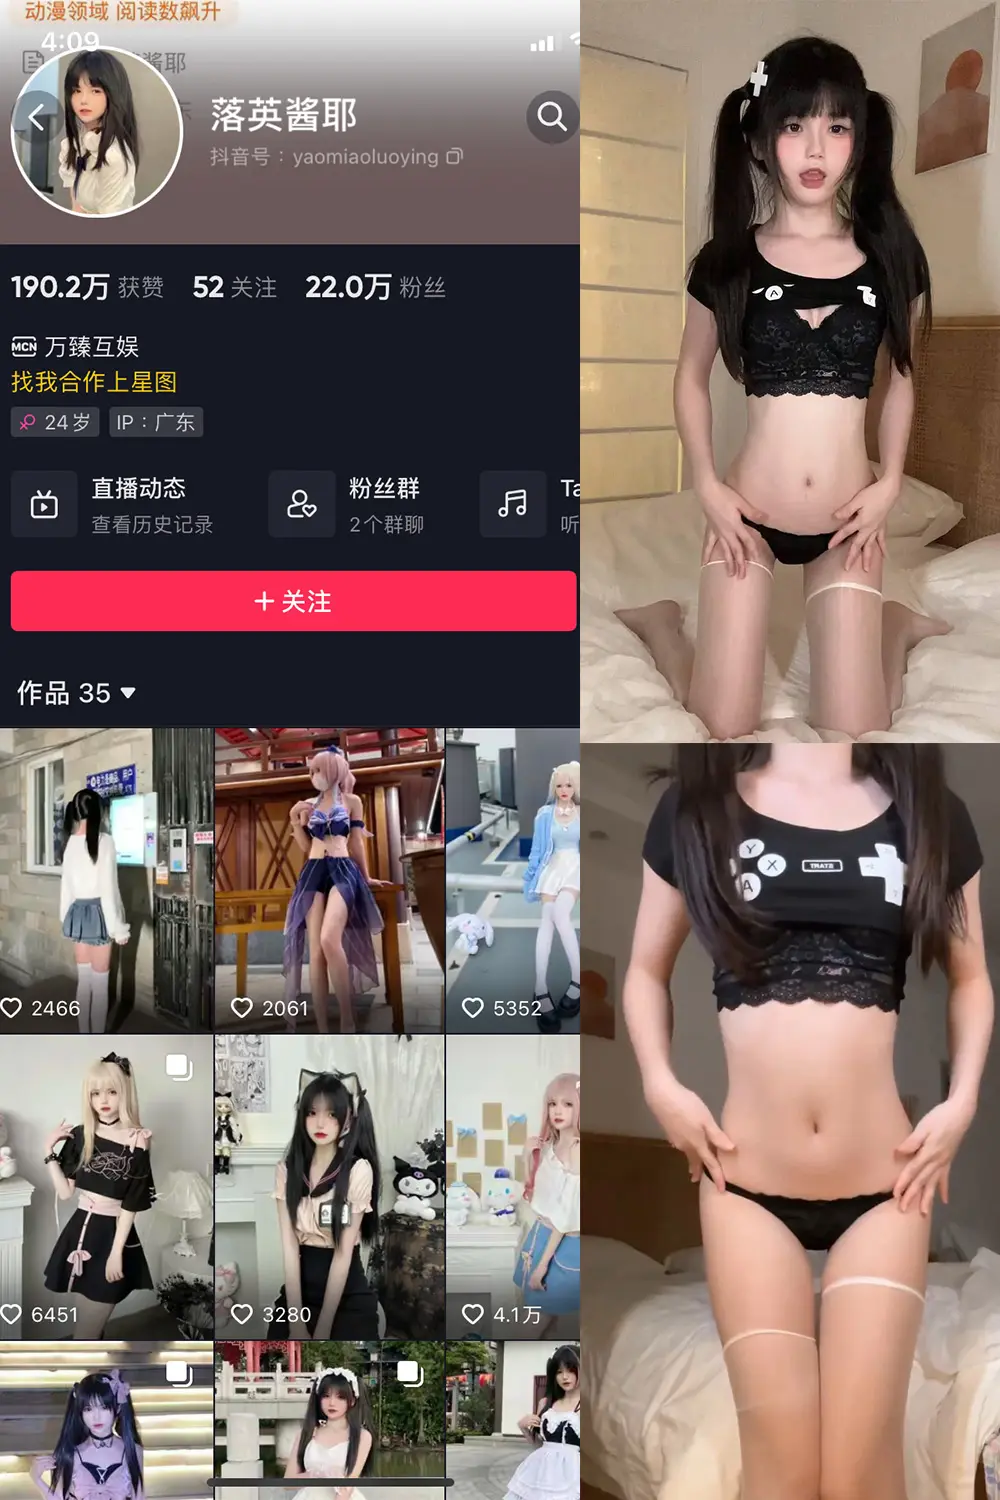 动漫领域 阅读数飙升
4:09
酱耶
落英酱耶
抖音号：yaomiaoluoying
190.2万 获赞 52 关注 22.0万 粉丝
MCN 万臻互娱
找我合作上星图
24岁 IP：广东
直播动态
查看历史记录
粉丝群
2个群聊
Ta
听
+ 关注
作品 35
2466
2061
5352
6451
3280
4.1万
A
Y
X
A